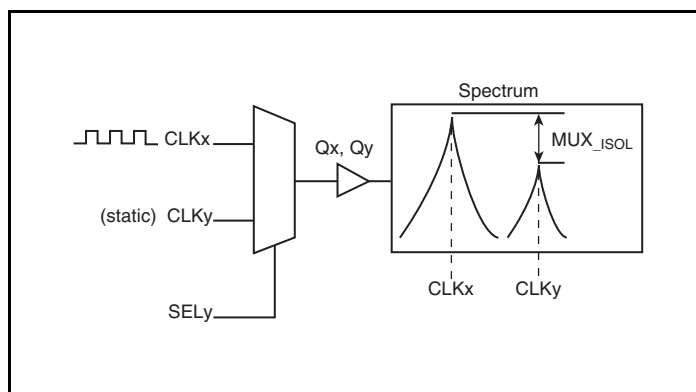 Spectrum
CLKx
Qx, Qy
MUX_ISOL
(static) CLKy
CLKx
CLKy
SELy